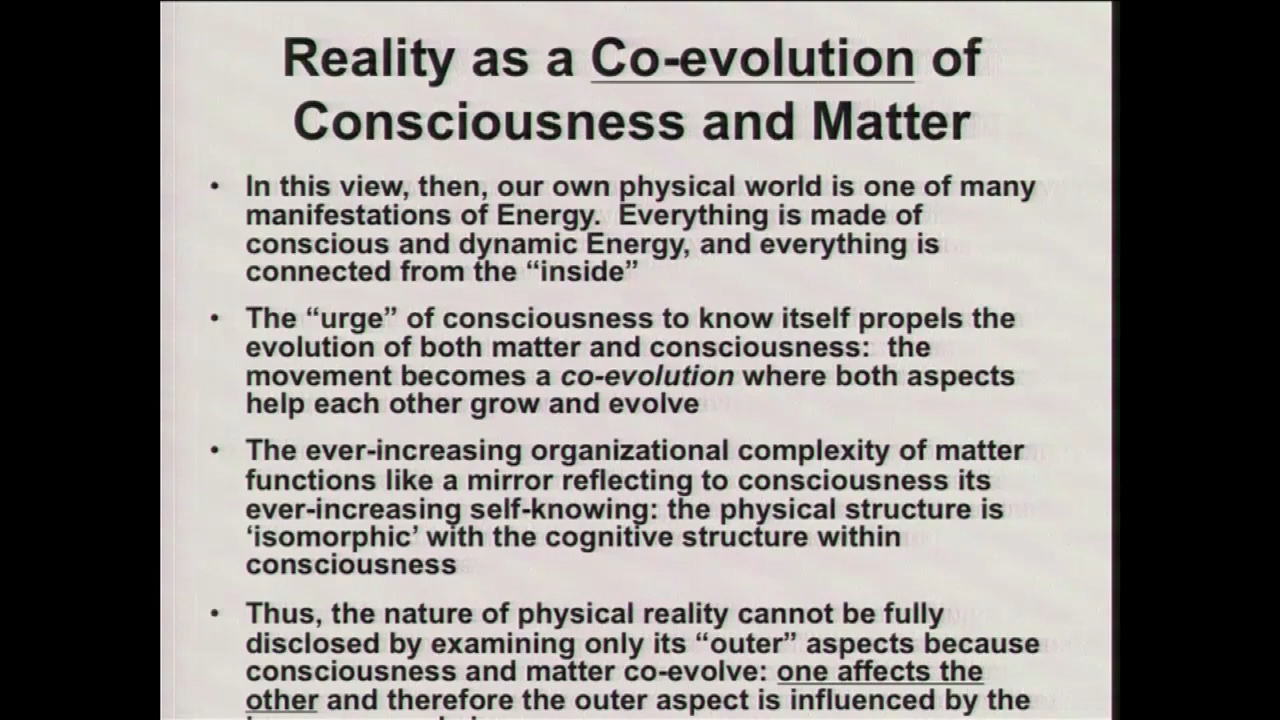 Reality as a Co-evolution of
Consciousness and Matter
• In this view, then, our own physical world is one of many
manifestations of Energy.  Everything is made of
conscious and dynamic Energy, and everything is
connected from the “inside”
• The “urge” of consciousness to know itself propels the
evolution of both matter and consciousness:  the
movement becomes a co-evolution where both aspects
help each other grow and evolve
• The ever-increasing organizational complexity of matter
functions like a mirror reflecting to consciousness its
ever-increasing self-knowing: the physical structure is
‘isomorphic’ with the cognitive structure within
consciousness
• Thus, the nature of physical reality cannot be fully
disclosed by examining only its “outer” aspects because
consciousness and matter co-evolve: one affects the
other and therefore the outer aspect is influenced by the